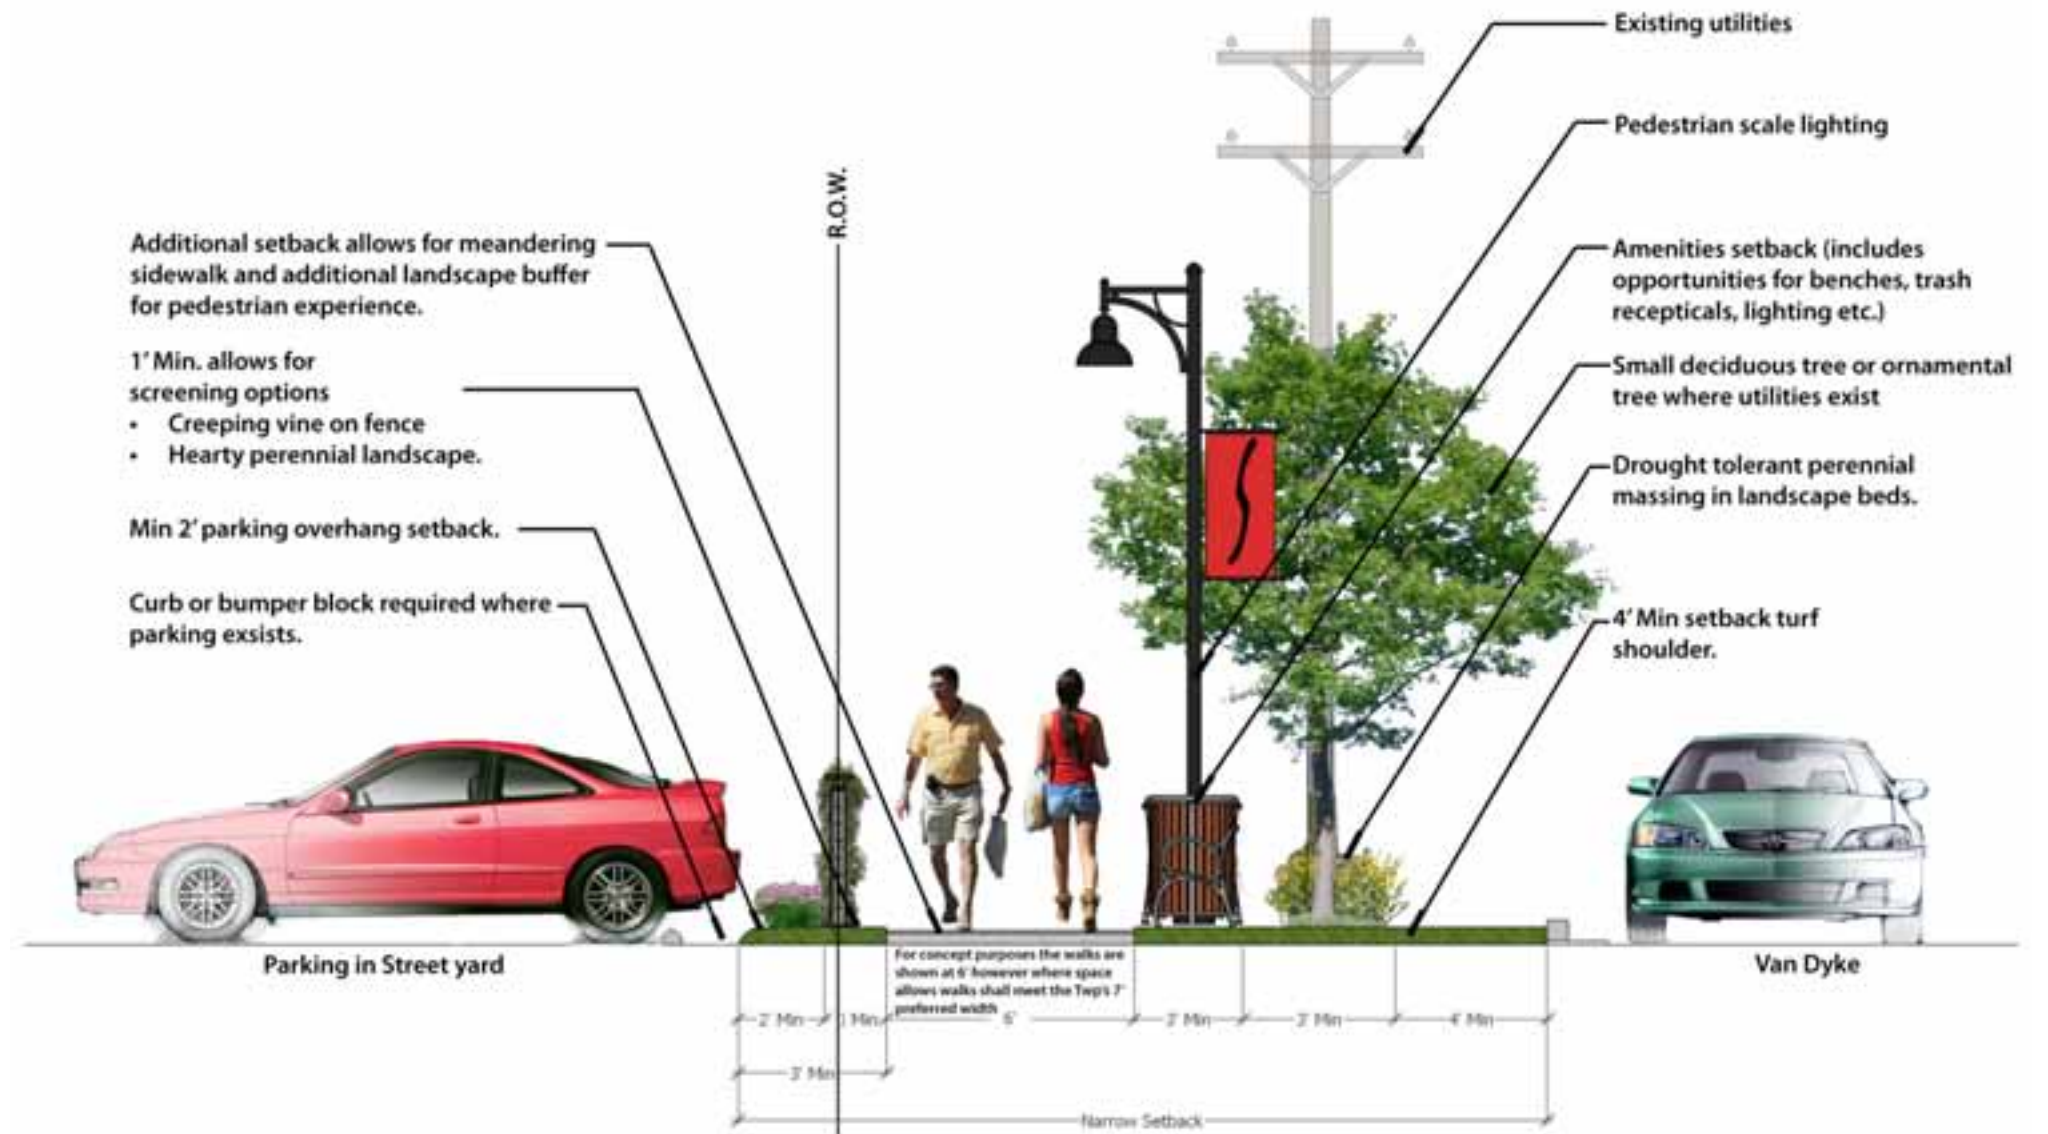 Existing utilities
Pedestrian scale lighting
R.O.W.
Additional setback allows for meandering
sidewalk and additional landscape buffer
for pedestrian experience.
Amenities setback (includes
opportunities for benches, trash
recepticals, lighting etc.)
1' Min. allows for
screening options
• Creeping vine on fence
• Hearty perennial landscape.
Small deciduous tree or ornamental
tree where utilities exist
Drought tolerant perennial
massing in landscape beds.
Min 2' parking overhang setback.
Curb or bumper block required where
parking exsists.
4' Min setback turf
shoulder.
Parking in Street yard
For concept purposes the walks are
shown at 6' however where space
allows walks shall meet the Twp's 7'
preferred width
Van Dyke
2' Min
1 Min
6'
Min
3' Min
4' Min
3' Min
Narrow Setback